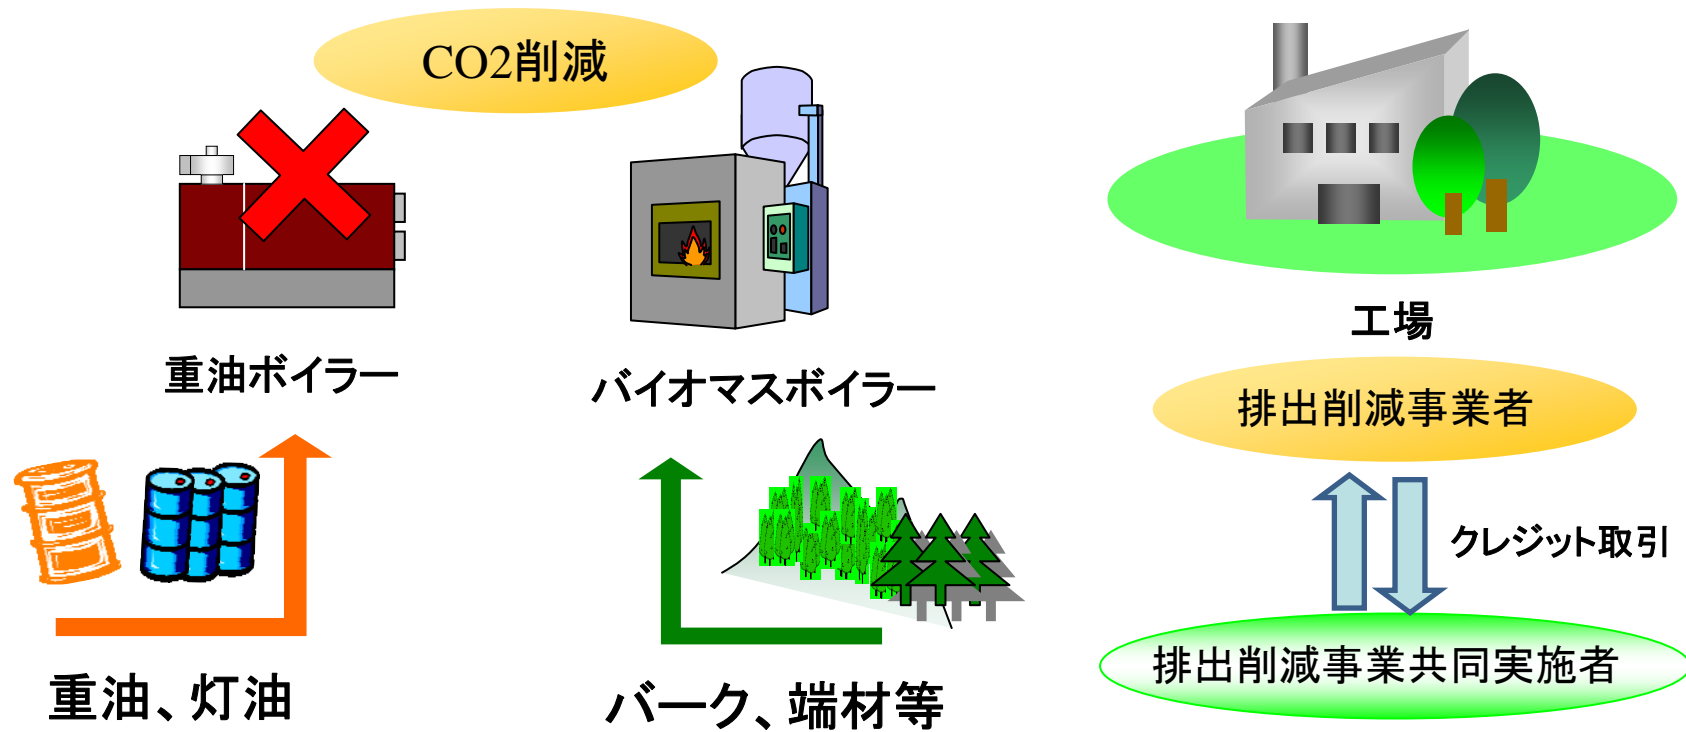 CO2削減
重油ボイラー
バイオマスボイラー
重油、灯油
バーク、端材等
工場
排出削減事業者
クレジット取引
排出削減事業共同実施者